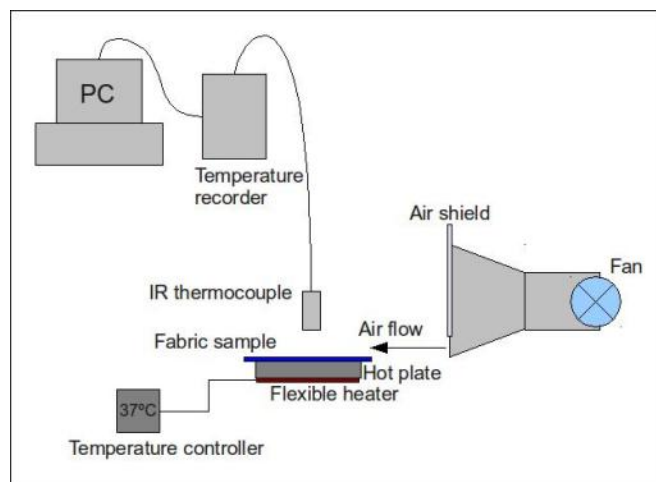 PC
Temperature
recorder
Air shield
Fan
IR thermocouple
Air flow
Fabric sample
Hot plate
Flexible heater
37ºC
Temperature controller